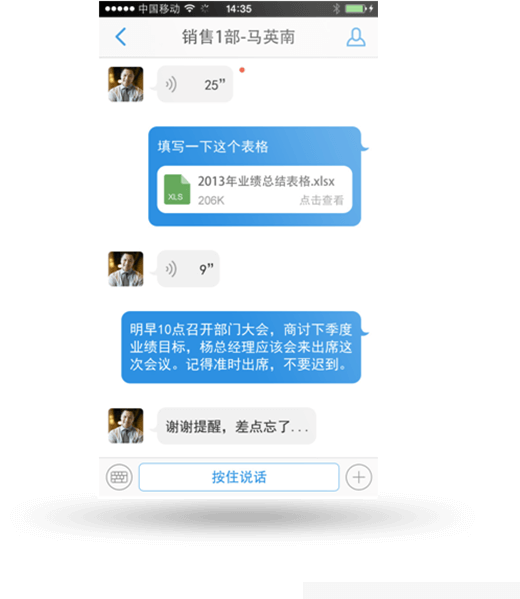 中国移动 14:35
销售1部-马英南
25”
填写一下这个表格
2013年业绩总结表格.xlsx
XLS
206K 点击查看
9”
明早10点召开部门大会，商讨下季度
业绩目标，杨总经理应该会来出席这
次会议。记得准时出席，不要迟到。
谢谢提醒，差点忘了...
按住说话